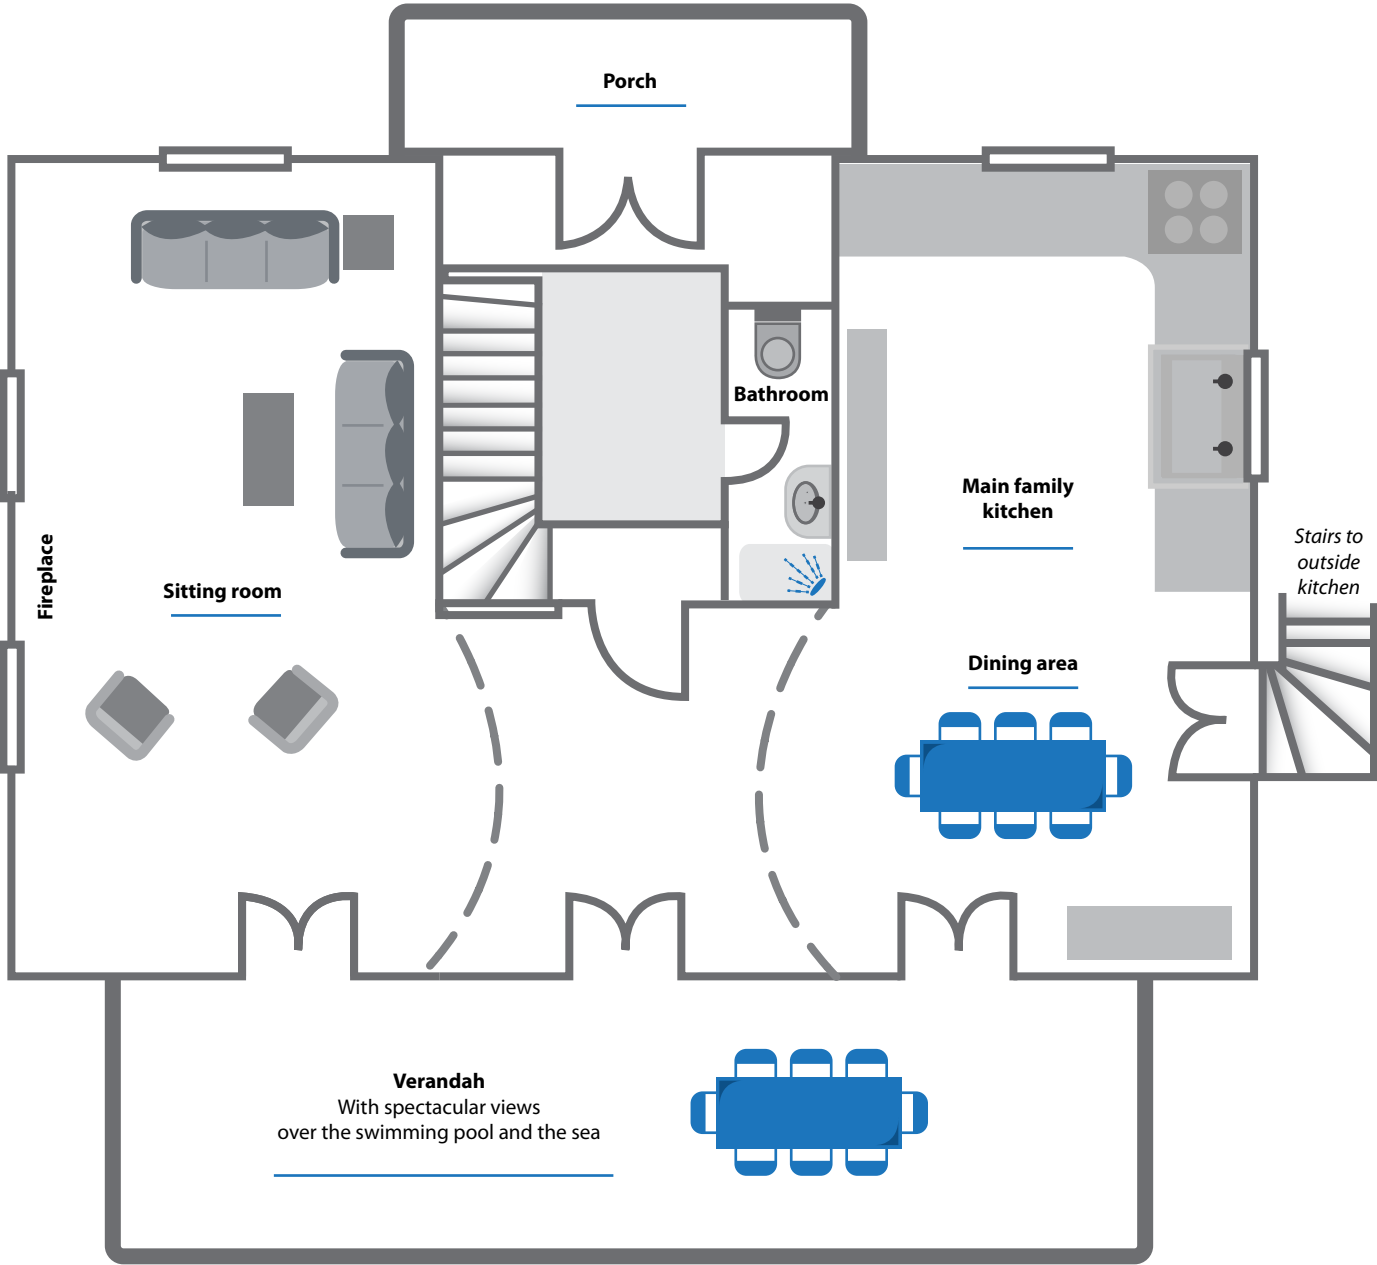 Porch
Bathroom
Main family
kitchen
Stairs to
outside
kitchen
Fireplace
Sitting room
Dining area
Verandah
With spectacular views
over the swimming pool and the sea